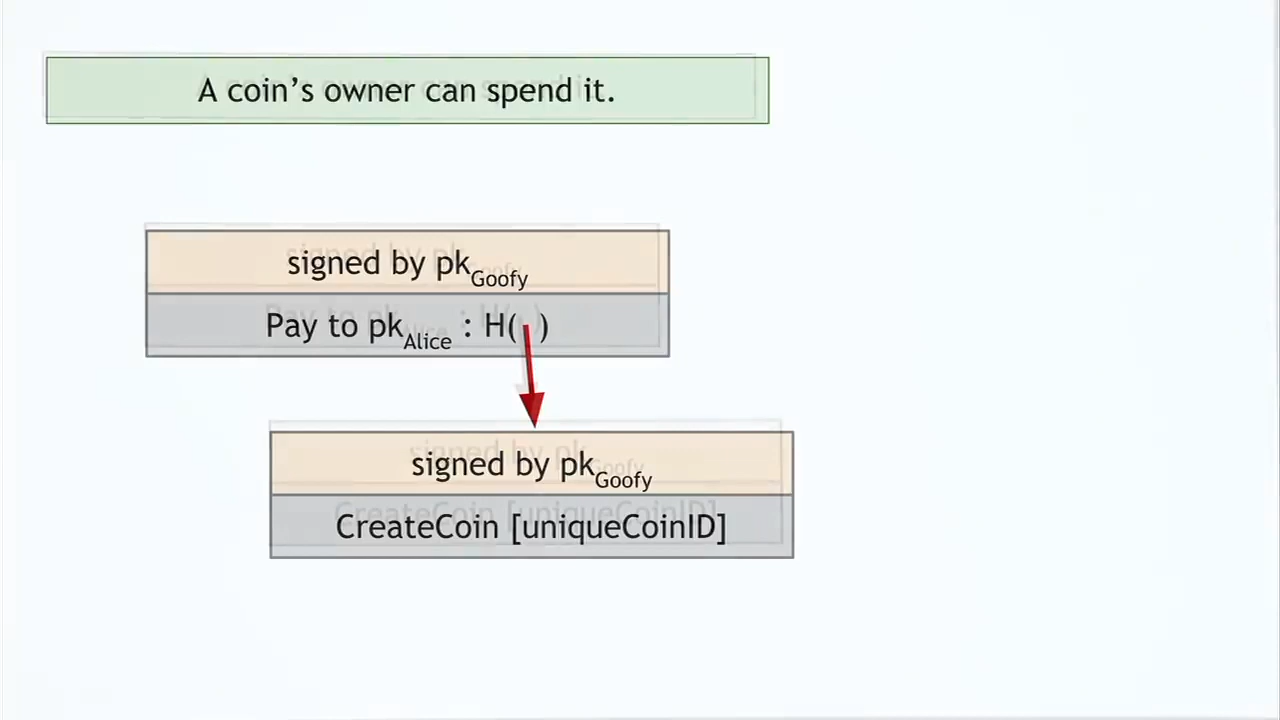 A coin’s owner can spend it.
signed by pkGoofy
Pay to pkAlice : H( )
signed by pkGoofy
CreateCoin [uniqueCoinID]